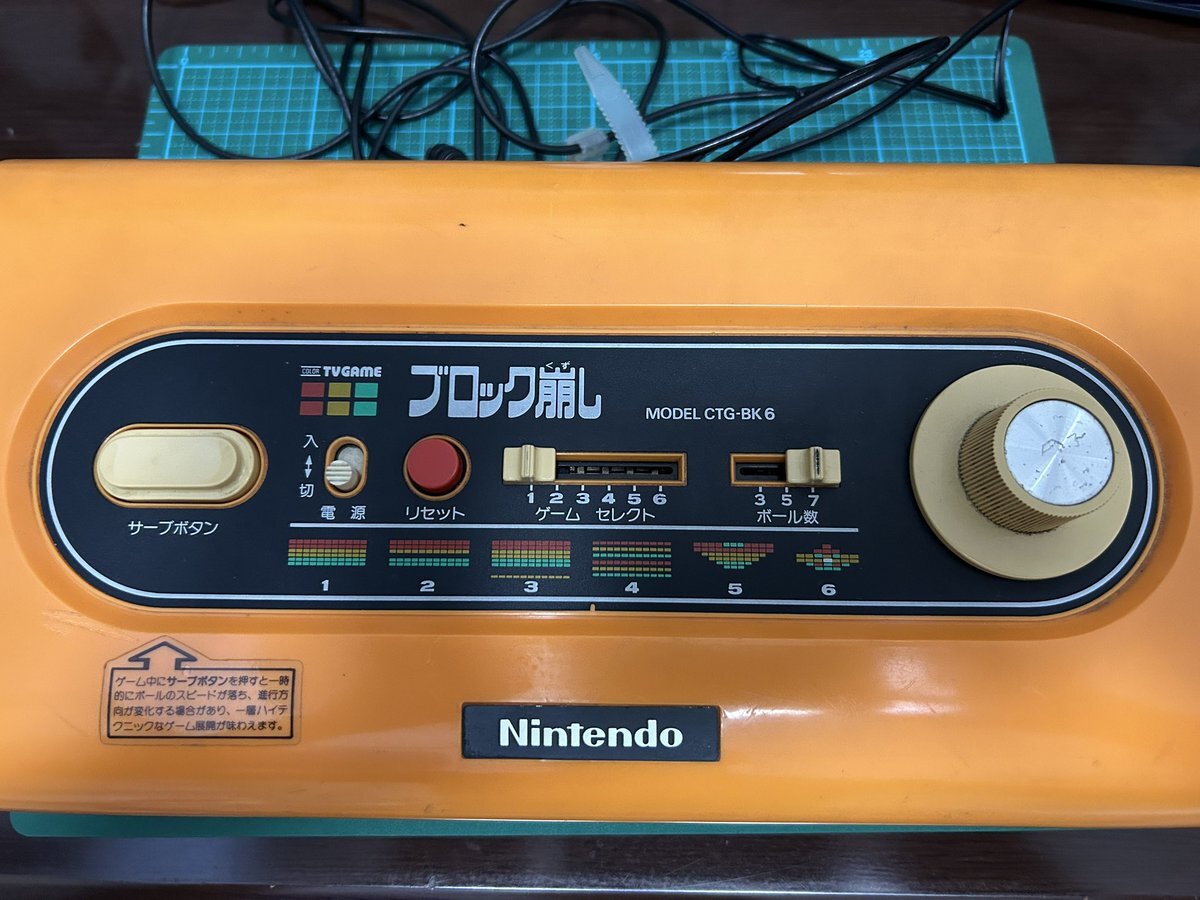 COLOR TVGAME
ブロック崩し
くず
MODEL CTG-BK 6
入
切
電源
リセット
1 2 3 4 5 6
ゲーム セレクト
3 5 7
ボール数
サーブボタン
1 2 3 4 5 6
ゲーム中にサーブボタンを押すと一時
的にボールのスピードが落ち、進行方
向が変化する場合があり、一層ハイテ
クニックなゲーム展開が味わえます。
Nintendo